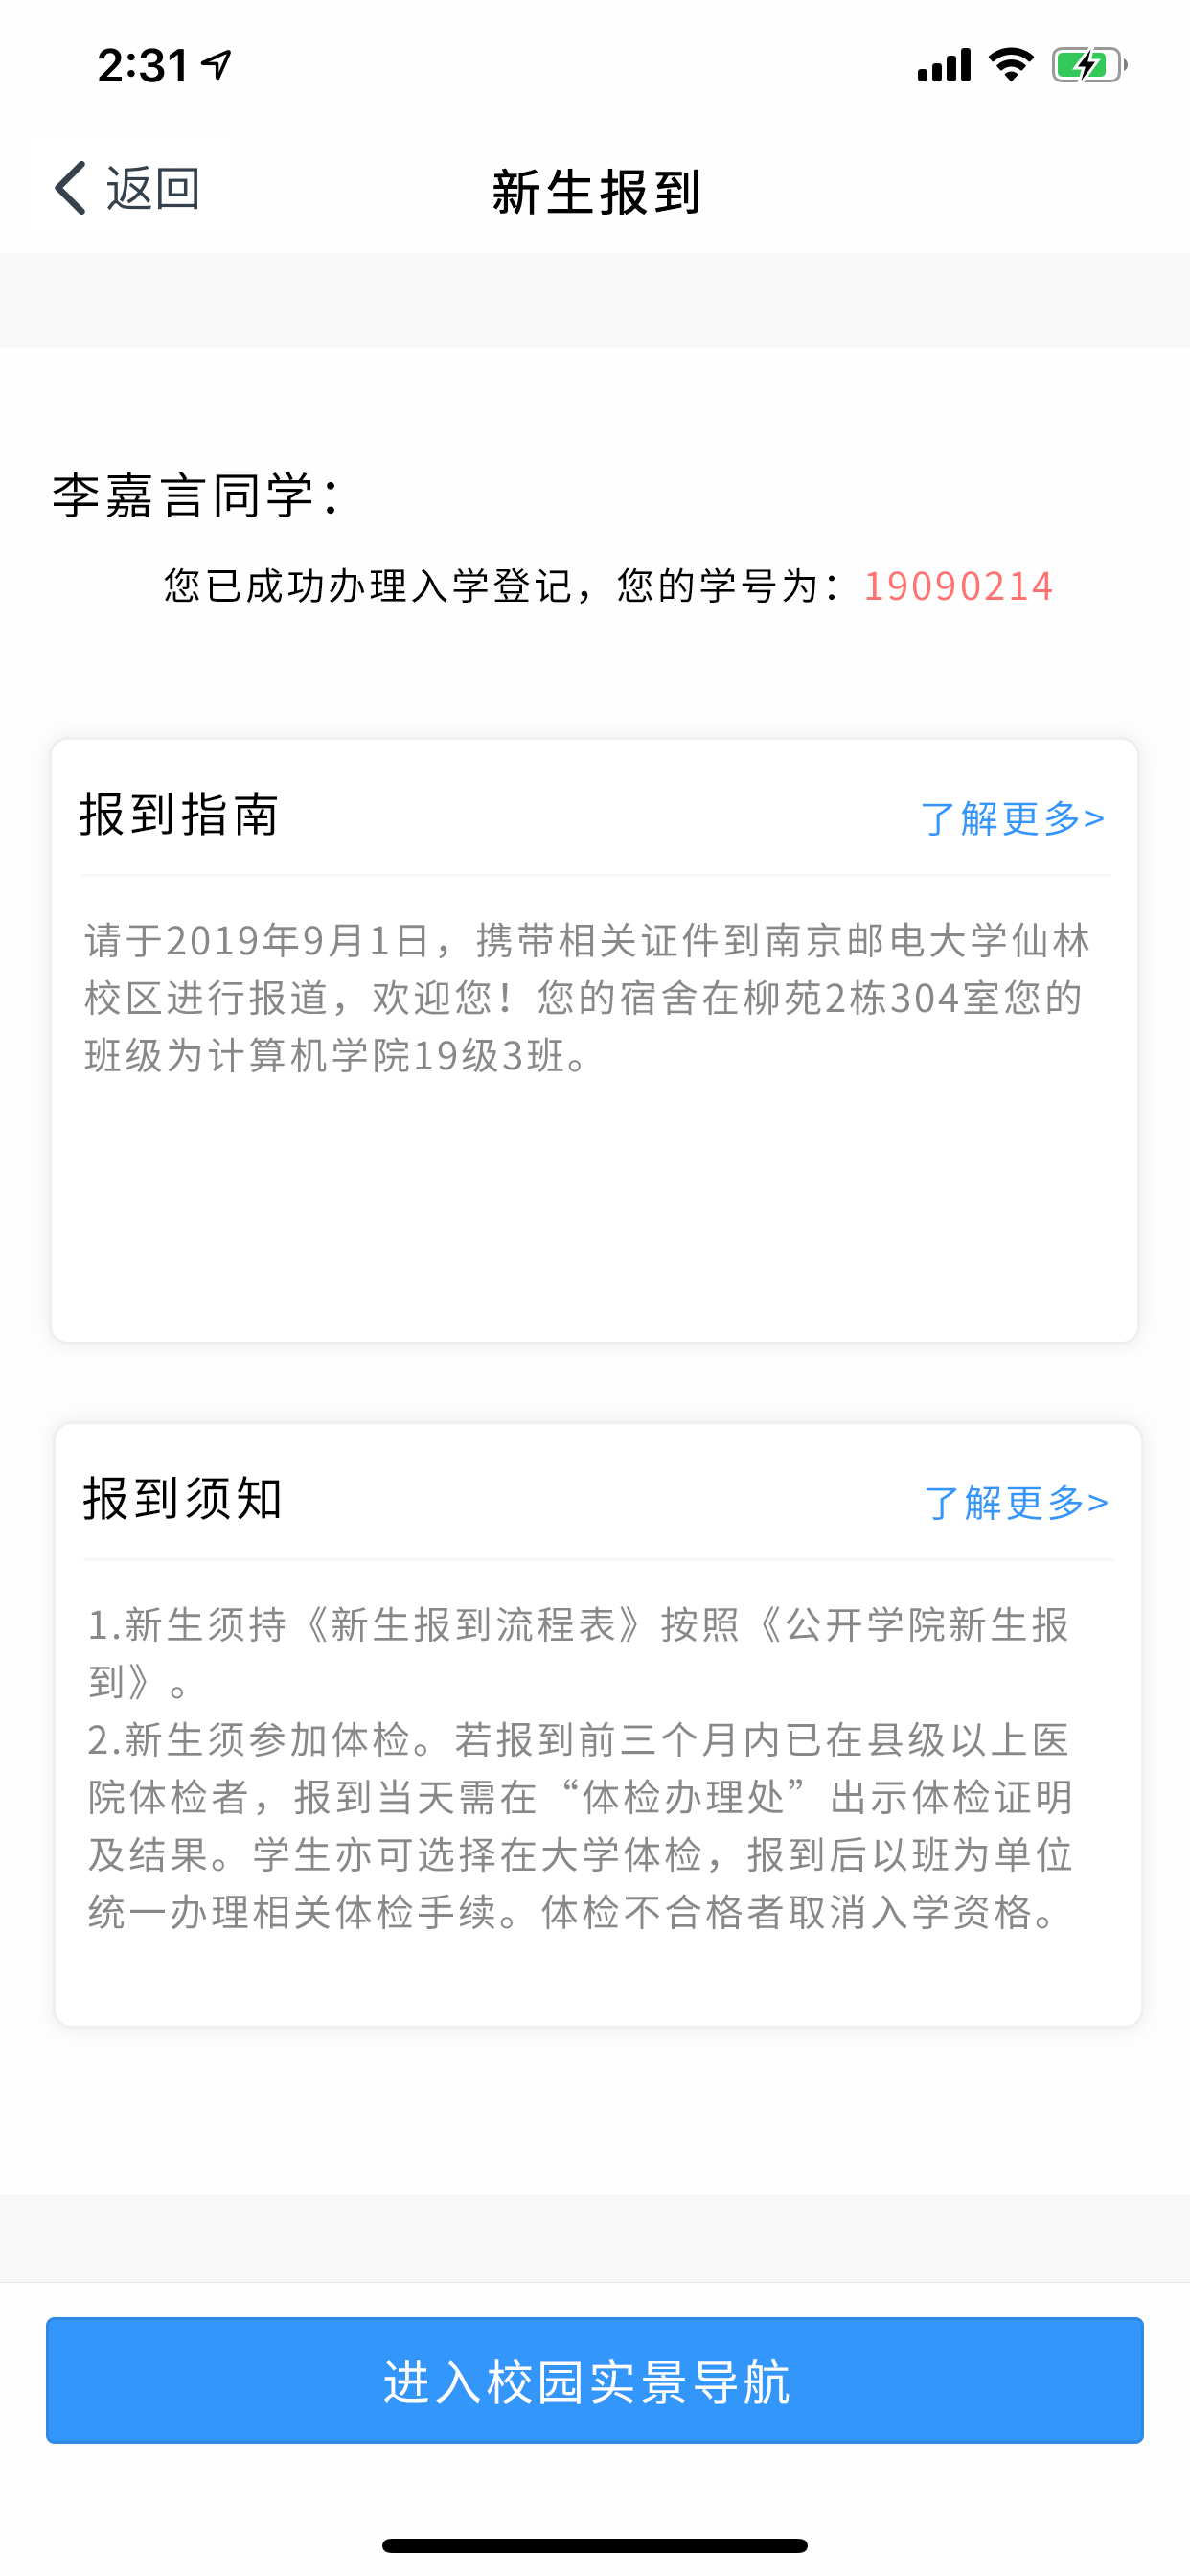 2:31
返回
新生报到
李嘉言同学：
您已成功办理入学登记，您的学号为：19090214
报到指南
了解更多>
请于2019年9月1日，携带相关证件到南京邮电大学仙林
校区进行报道，欢迎您！您的宿舍在柳苑2栋304室您的
班级为计算机学院19级3班。
报到须知
了解更多>
1.新生须持《新生报到流程表》按照《公开学院新生报
到》。
2.新生须参加体检。若报到前三个月内已在县级以上医
院体检者，报到当天需在“体检办理处”出示体检证明
及结果。学生亦可选择在大学体检，报到后以班为单位
统一办理相关体检手续。体检不合格者取消入学资格。
进入校园实景导航